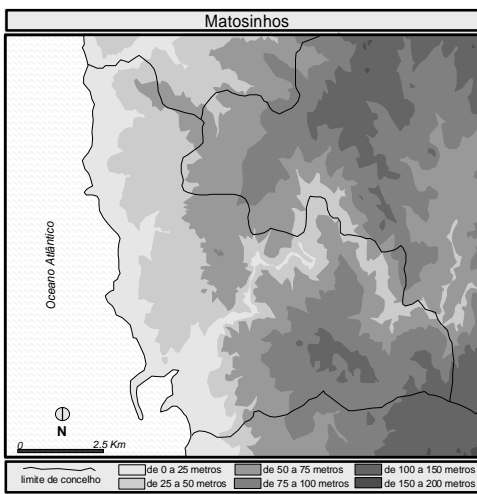 Matosinhos
Oceano Atlântico
N
0 2.5 Km
limite de concelho
de 0 a 25 metros
de 25 a 50 metros
de 50 a 75 metros
de 75 a 100 metros
de 100 a 150 metros
de 150 a 200 metros